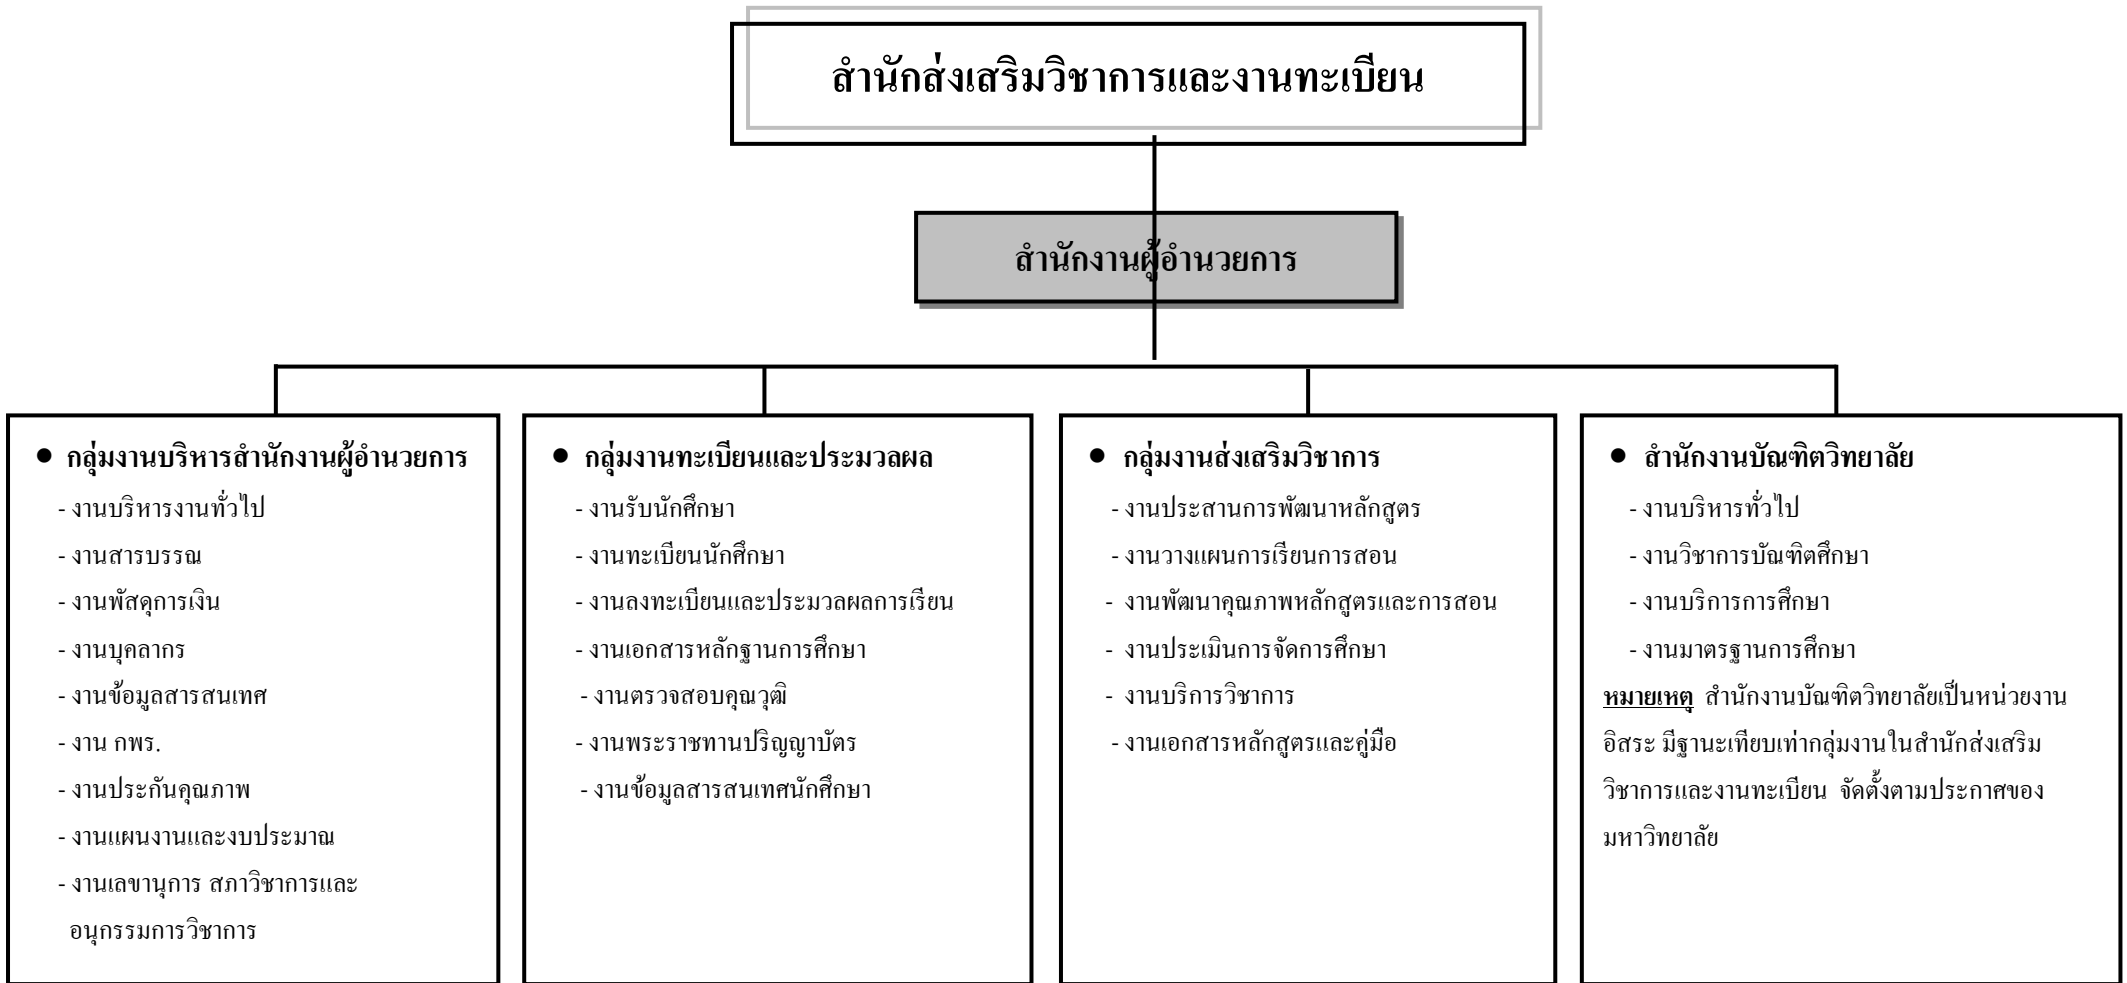 สำนักส่งเสริมวิชาการและงานทะเบียน
สำนักงานผู้อำนวยการ
● กลุ่มงานบริหารสำนักงานผู้อำนวยการ
- งานบริหารงานทั่วไป
- งานสารบรรณ
- งานพัสดุการเงิน
- งานบุคลากร
- งานข้อมูลสารสนเทศ
- งาน กพร.
- งานประกันคุณภาพ
- งานแผนงานและงบประมาณ
- งานเลขานุการ สภาวิชาการและ
อนุกรรมการวิชาการ
● กลุ่มงานทะเบียนและประมวลผล
- งานรับนักศึกษา
- งานทะเบียนนักศึกษา
- งานลงทะเบียนและประมวลผลการเรียน
- งานเอกสารหลักฐานการศึกษา
- งานตรวจสอบคุณวุฒิ
- งานพระราชทานปริญญาบัตร
- งานข้อมูลสารสนเทศนักศึกษา
● กลุ่มงานส่งเสริมวิชาการ
- งานประสานการพัฒนาหลักสูตร
- งานวางแผนการเรียนการสอน
- งานพัฒนาคุณภาพหลักสูตรและการสอน
- งานประเมินการจัดการศึกษา
- งานบริการวิชาการ
- งานเอกสารหลักสูตรและคู่มือ
● สำนักงานบัณฑิตวิทยาลัย
- งานบริหารทั่วไป
- งานวิชาการบัณฑิตศึกษา
- งานบริการการศึกษา
- งานมาตรฐานการศึกษา
หมายเหตุ สำนักงานบัณฑิตวิทยาลัยเป็นหน่วยงาน
อิสระ มีฐานะเทียบเท่ากลุ่มงานในสำนักส่งเสริม
วิชาการและงานทะเบียน จัดตั้งตามประกาศของ
มหาวิทยาลัย